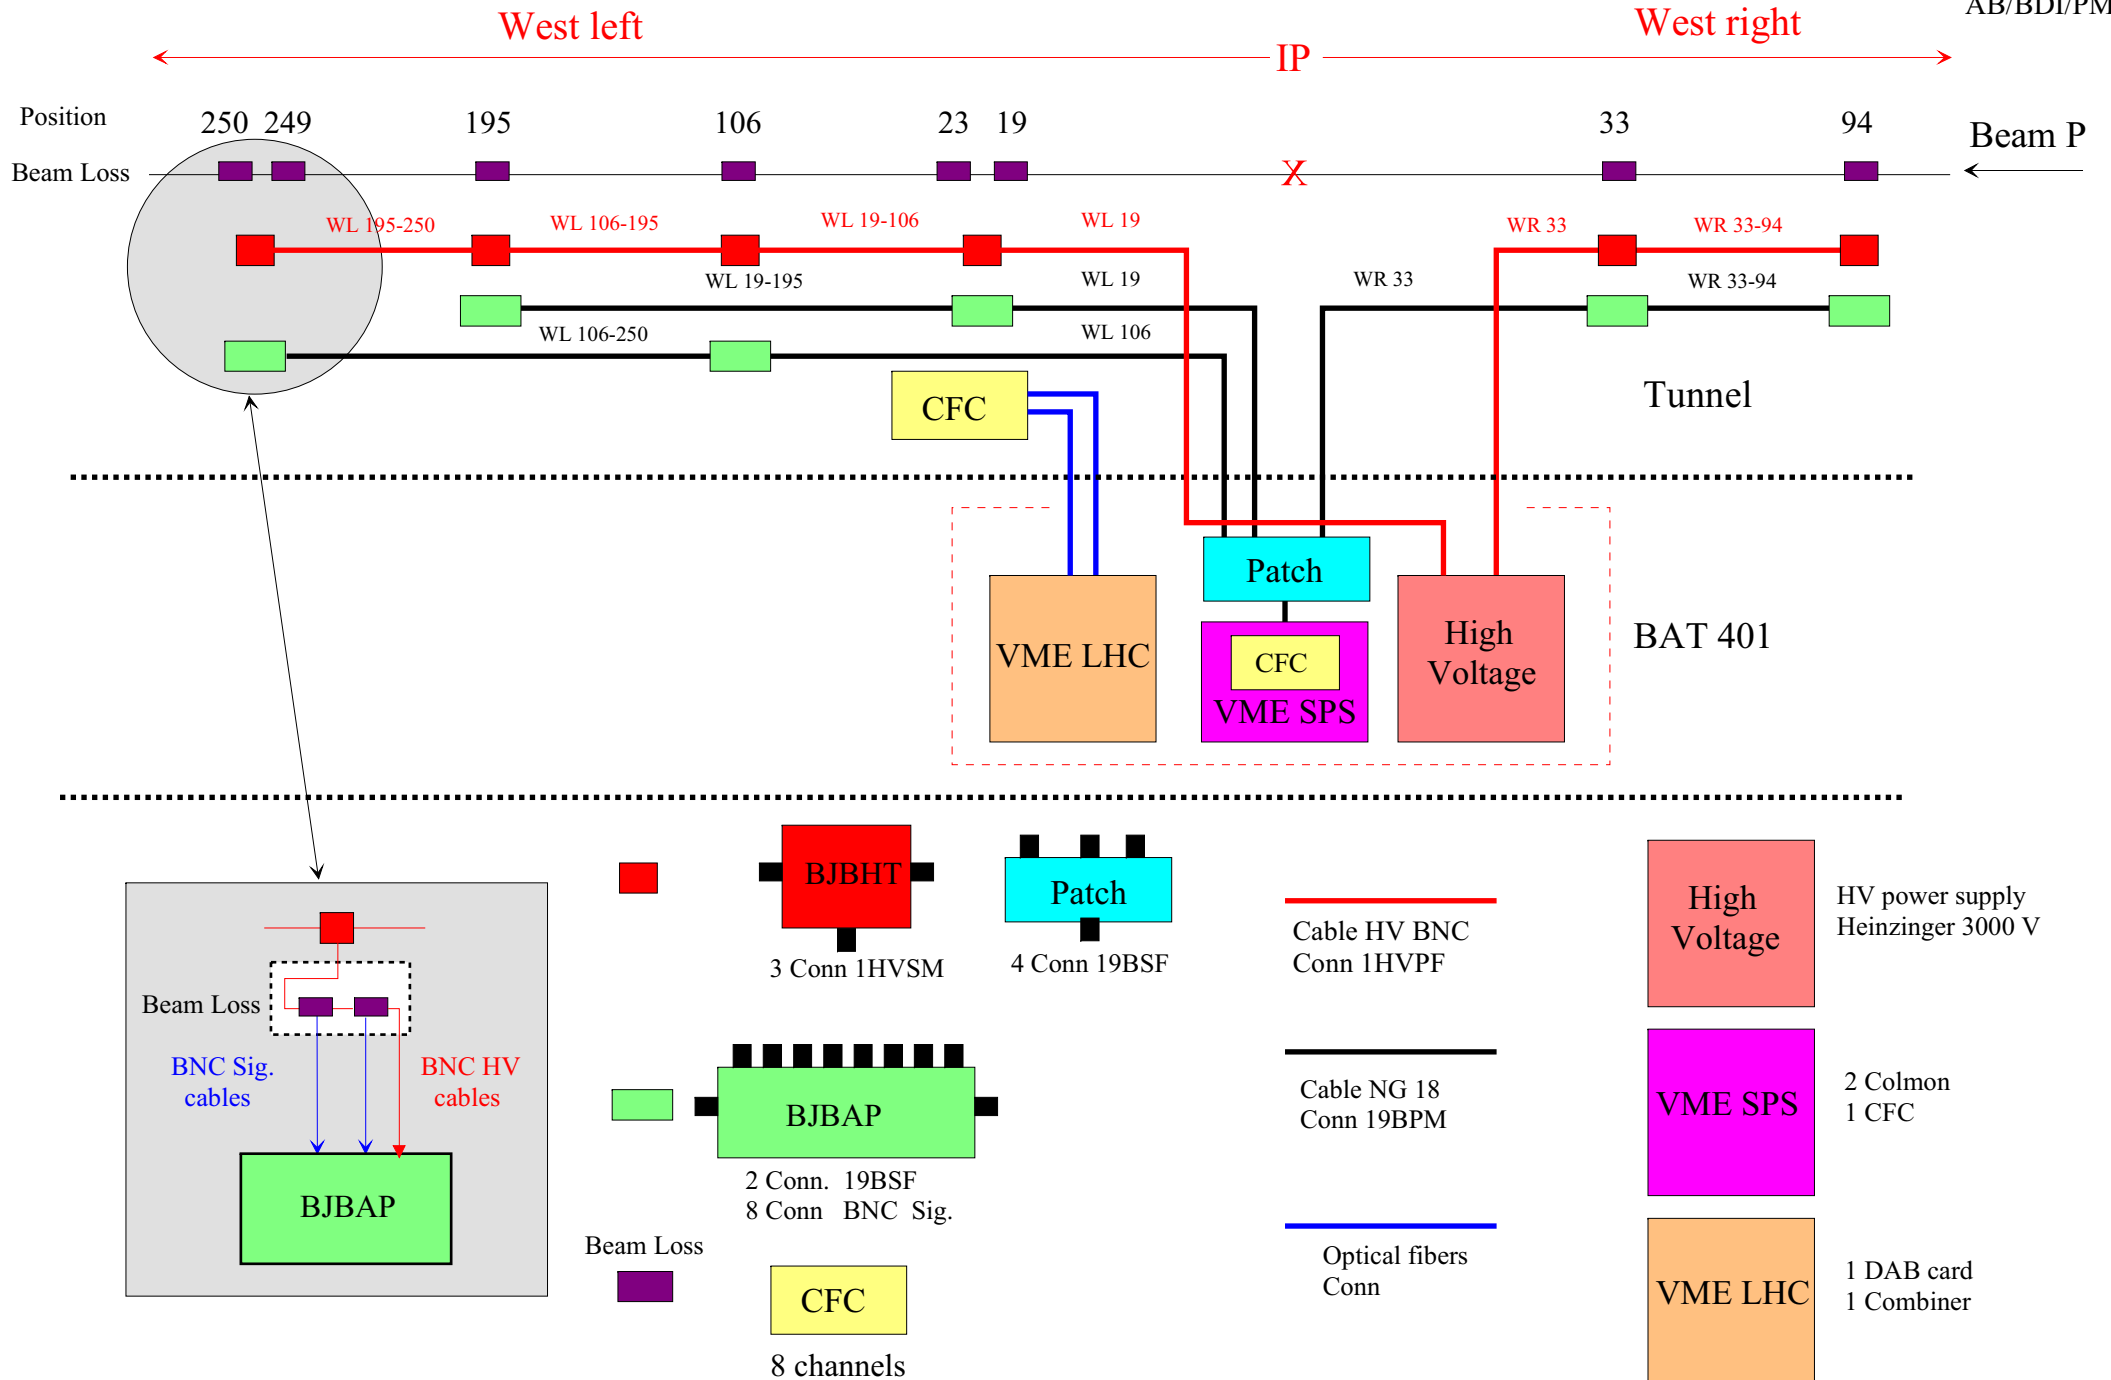 AB/BDI/PM
West left
West right
IP
Position
250 249 195 106 23 19 33 94
Beam P
Beam Loss
X
WL 195-250 WL 106-195 WL 19-106 WL 19 WR 33 WR 33-94
WL 19-195 WL 19 WR 33 WR 33-94
WL 106-250 WL 106
CFC
Tunnel
Patch
VME LHC
CFC
VME SPS
High
Voltage
BAT 401
Beam Loss
BNC Sig.
cables
BNC HV
cables
BJBAP
BJBHT
3 Conn 1HVSM
Patch
4 Conn 19BSF
BJBAP
2 Conn. 19BSF
8 Conn BNC Sig.
Beam Loss
CFC
8 channels
Cable HV BNC
Conn 1HVPF
Cable NG 18
Conn 19BPM
Optical fibers
Conn
High
Voltage
HV power supply
Heinzinger 3000 V
VME SPS
2 Colmon
1 CFC
VME LHC
1 DAB card
1 Combiner